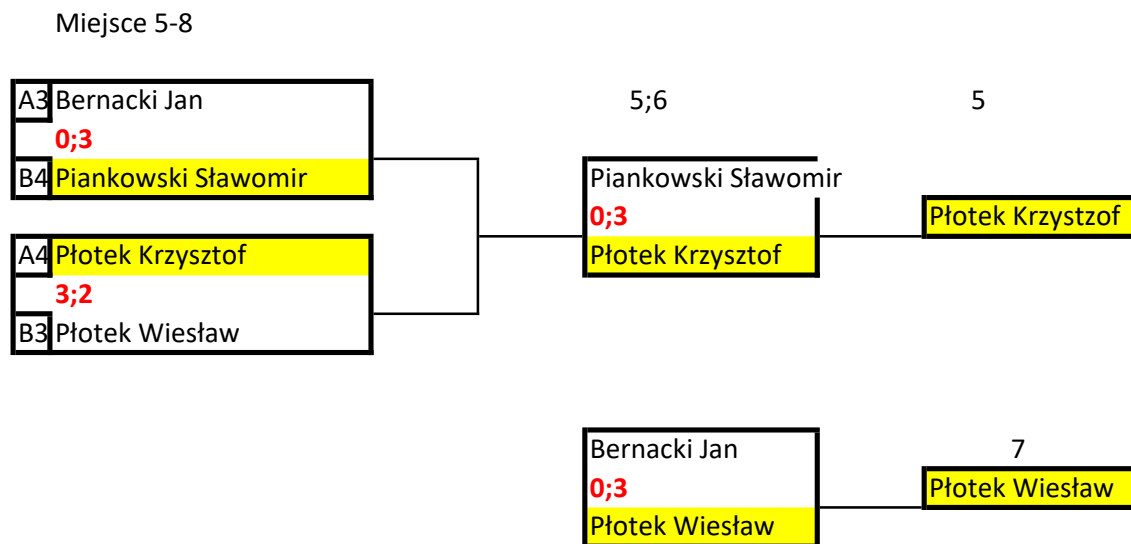 Miejsce 5-8
A3 Bernacki Jan
0;3
B4 Piankowski Sławomir
A4 Płotek Krzysztof
3;2
B3 Płotek Wiesław
5;6
Piankowski Sławomir
0;3
Płotek Krzysztof
5
Płotek Krzystzof
Bernacki Jan
0;3
Płotek Wiesław
7
Płotek Wiesław